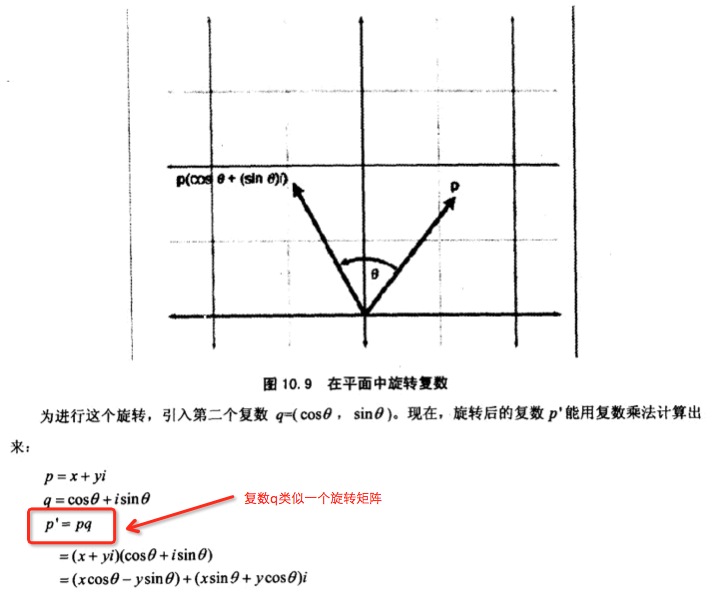 p(cos θ + (sin θ)i)
p
θ
图 10.9 在平面中旋转复数
为进行这个旋转，引入第二个复数 q=(cosθ，sinθ)。现在，旋转后的复数 p'能用复数乘法计算出
来：
p = x + yi
q = cosθ + i sinθ
复数q类似一个旋转矩阵
p' = pq
= (x + yi)(cosθ + i sinθ)
= (x cosθ − y sinθ) + (x sinθ + y cosθ)i